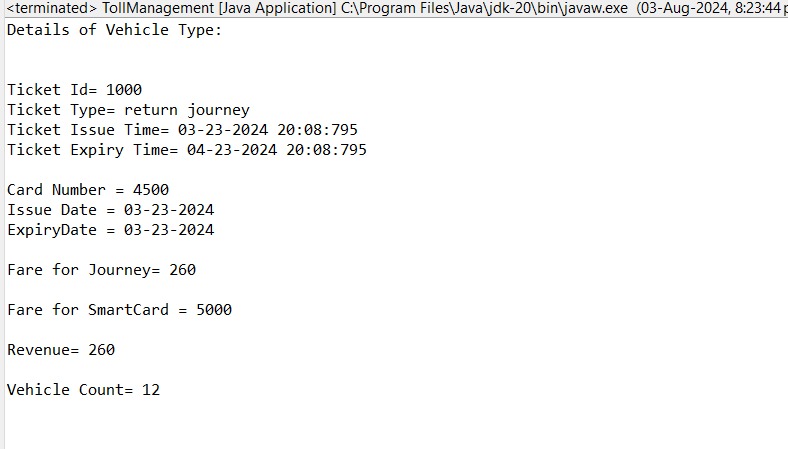 <terminated> TollManagement [Java Application] C:\Program Files\Java\jdk-20\bin\javaw.exe (03-Aug-2024, 8:23:44 p
Details of Vehicle Type:
Ticket Id= 1000
Ticket Type= return journey
Ticket Issue Time= 03-23-2024 20:08:795
Ticket Expiry Time= 04-23-2024 20:08:795
Card Number = 4500
Issue Date = 03-23-2024
ExpiryDate = 03-23-2024
Fare for Journey= 260
Fare for SmartCard = 5000
Revenue= 260
Vehicle Count= 12